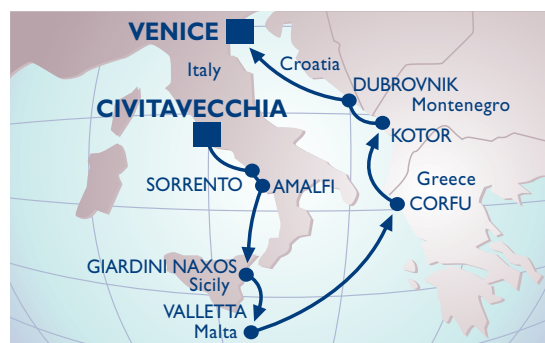 VENICE
Italy
Croatia
DUBROVNIK
Montenegro
CIVITAVECCHIA
KOTOR
SORRENTO
AMALFI
Greece
CORFU
GIARDINI NAXOS
Sicily
VALLETTA
Malta